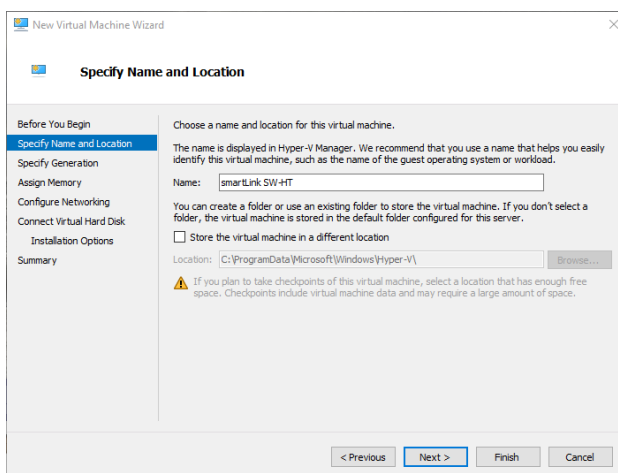 New Virtual Machine Wizard
Specify Name and Location
Before You Begin
Specify Name and Location
Specify Generation
Assign Memory
Configure Networking
Connect Virtual Hard Disk
Installation Options
Summary
Choose a name and location for this virtual machine.
The name is displayed in Hyper-V Manager. We recommend that you use a name that helps you easily
identify this virtual machine, such as the name of the guest operating system or workload.
Name: smartLink SW-HT
You can create a folder or use an existing folder to store the virtual machine. If you don't select a
folder, the virtual machine is stored in the default folder configured for this server.
Store the virtual machine in a different location
Location: C:\ProgramData\Microsoft\Windows\Hyper-V\ Browse...
If you plan to take checkpoints of this virtual machine, select a location that has enough free
space. Checkpoints include virtual machine data and may require a large amount of space.
< Previous Next > Finish Cancel